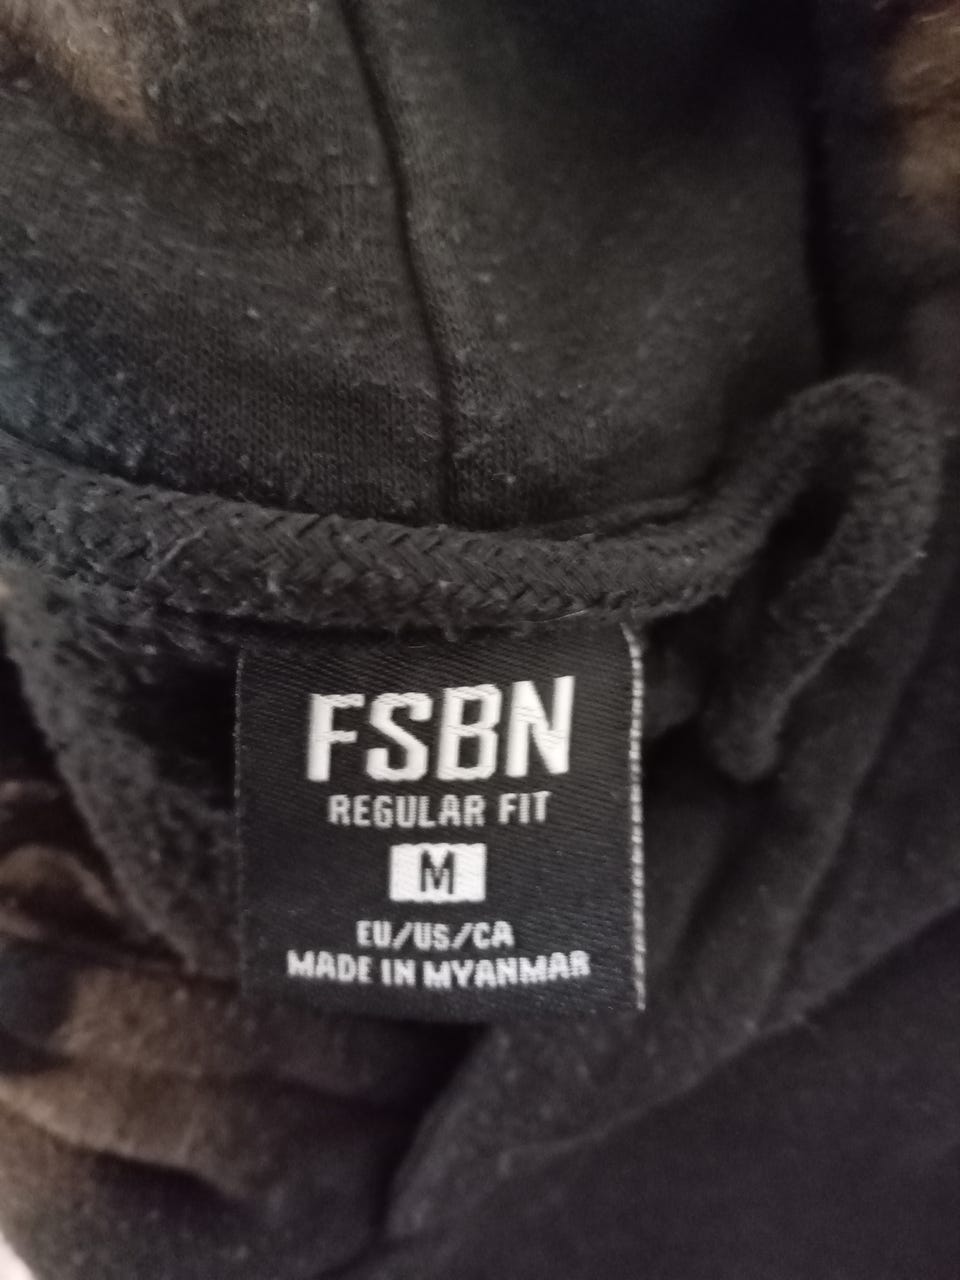 FSBN
REGULAR FIT
M
EU/US/CA
MADE IN MYANMAR